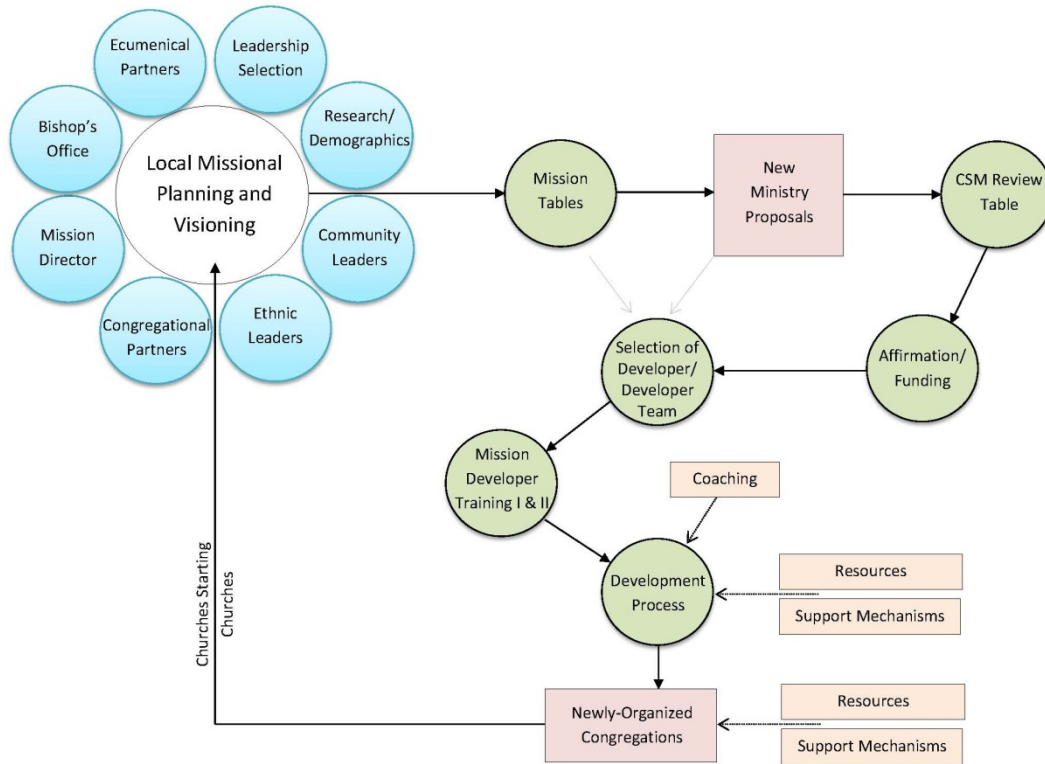 Ecumenical
Partners
Leadership
Selection
Bishop's
Office
Research/
Demographics
Local Missional
Planning and
Visioning
Mission
Director
Community
Leaders
Congregational
Partners
Ethnic
Leaders
Mission
Tables
New
Ministry
Proposals
CSM Review
Table
Selection of
Developer/
Developer
Team
Affirmation/
Funding
Mission
Developer
Training I & II
Coaching
Development
Process
Resources
Support Mechanisms
Churches Starting
Churches
Newly-Organized
Congregations
Resources
Support Mechanisms